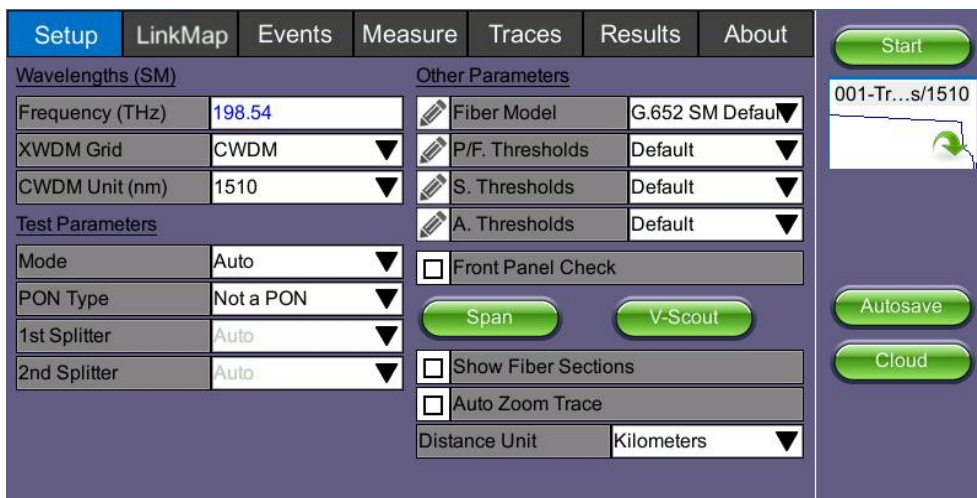 Setup LinkMap Events Measure Traces Results About
Wavelengths (SM)
Frequency (THz) 198.54
XWDM Grid CWDM
CWDM Unit (nm) 1510
Test Parameters
Mode Auto
PON Type Not a PON
1st Splitter Auto
2nd Splitter Auto
Other Parameters
Fiber Model G.652 SM Defaul
P/F. Thresholds Default
S. Thresholds Default
A. Thresholds Default
Front Panel Check
Span V-Scout
Show Fiber Sections
Auto Zoom Trace
Distance Unit Kilometers
Start
001-Tr...s/1510
Autosave
Cloud